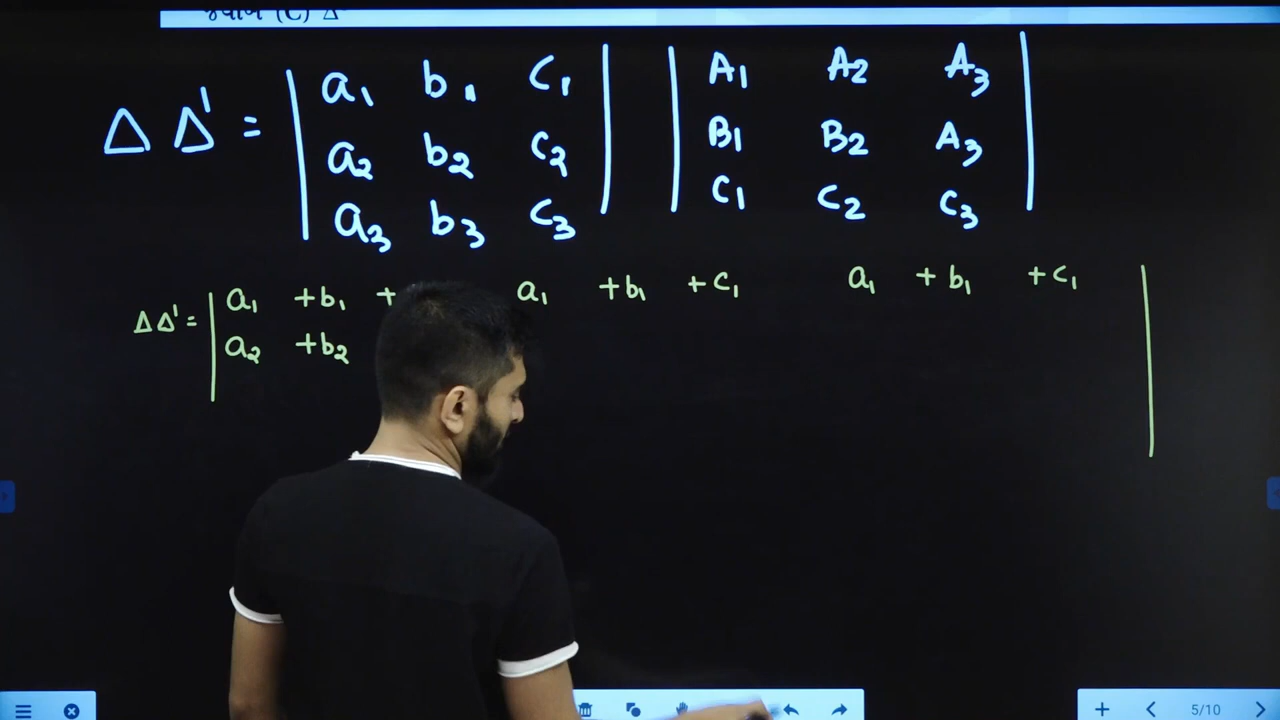 (C) Δ
Δ Δ' = | a₁ b₁ c₁ | | A₁ A₂ A₃ |
a₂ b₂ c₂ B₁ B₂ A₃
a₃ b₃ c₃ C₁ C₂ C₃
ΔΔ' = | a₁ +b₁ + a₁ +b₁ +c₁ a₁ +b₁ +c₁ |
a₂ +b₂
5/10